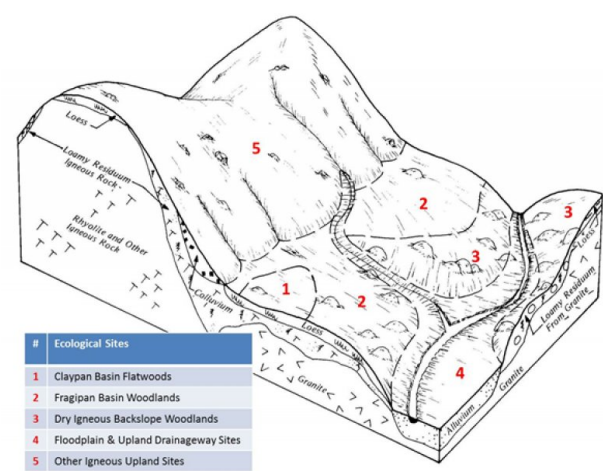 Loess
Loamy Residuum
Igneous Rock
Rhyolite and Other
Igneous Rock
Colluvium
Loess
Granite
Alluvium
Granite
Loamy Residuum
From Granite
Loess
5
2
3
3
1
2
4
# Ecological Sites
1 Claypan Basin Flatwoods
2 Fragipan Basin Woodlands
3 Dry Igneous Backslope Woodlands
4 Floodplain & Upland Drainageway Sites
5 Other Igneous Upland Sites